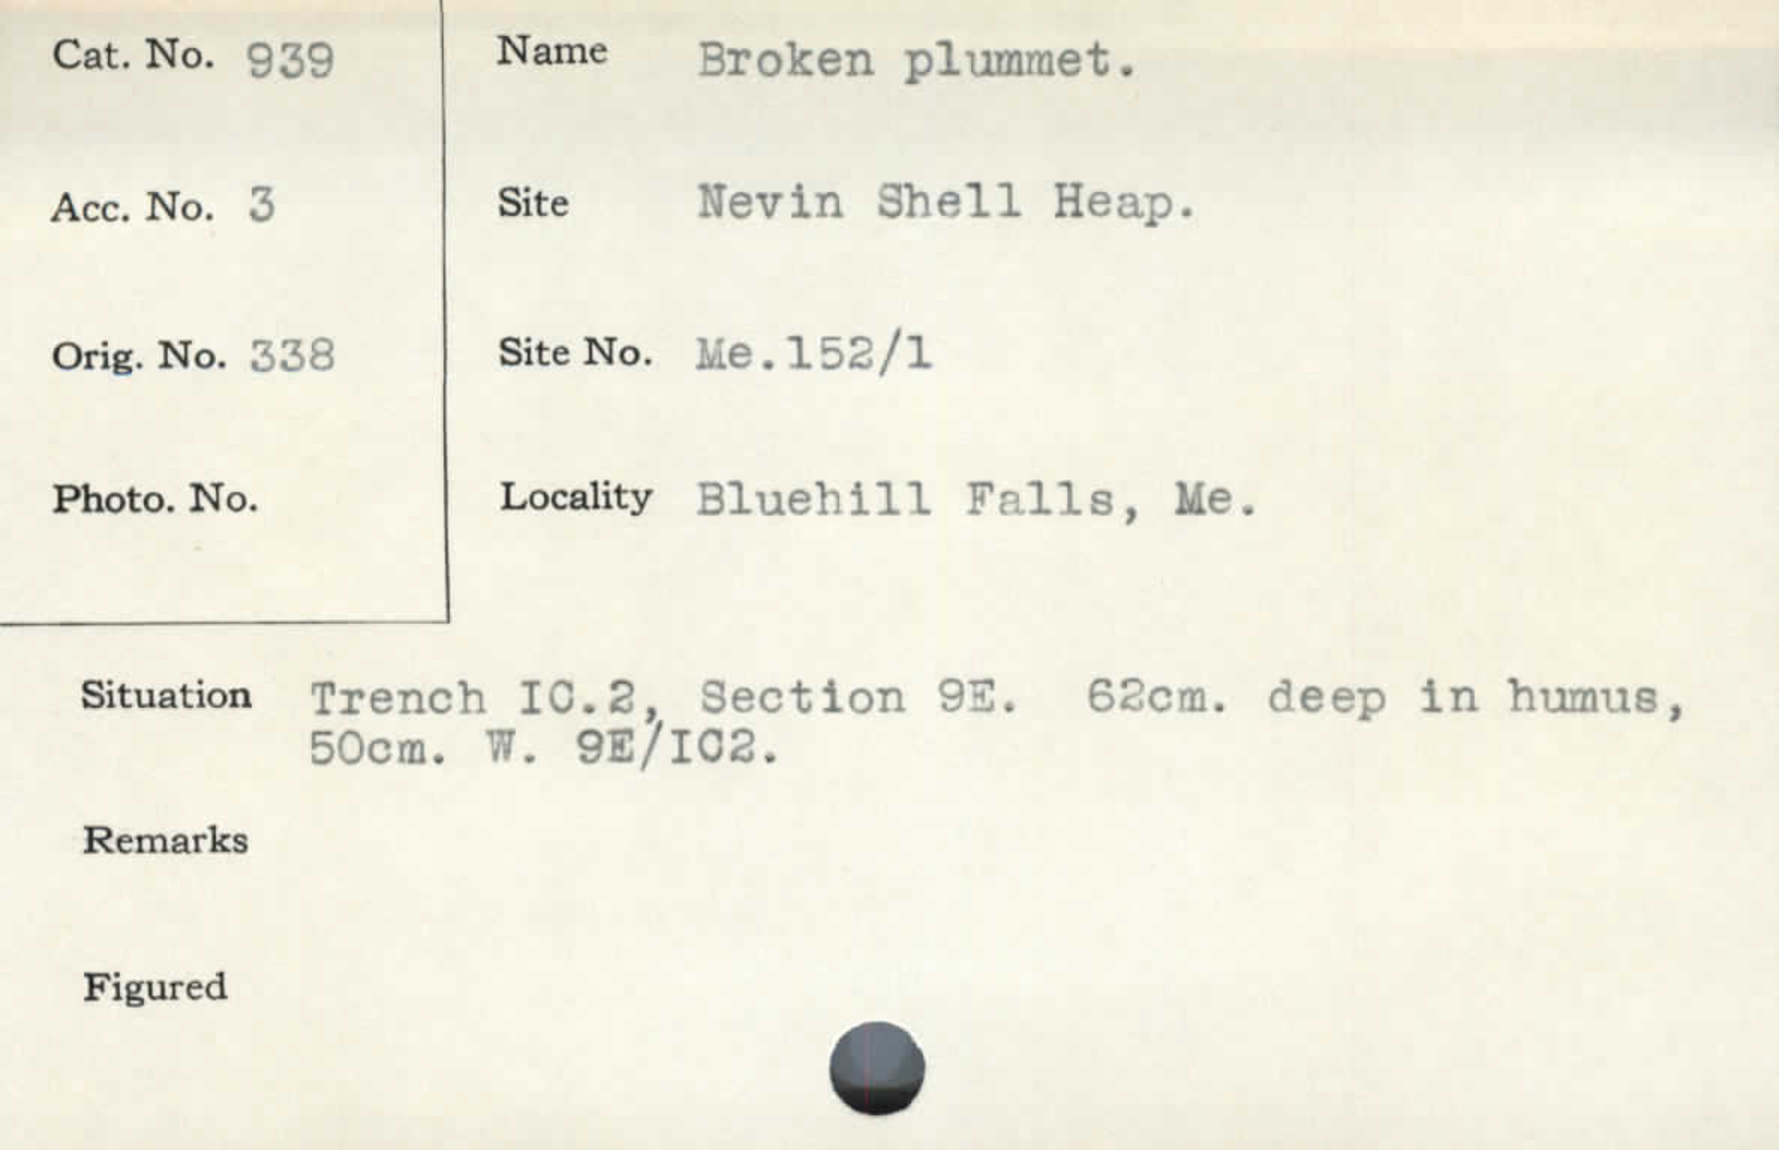 Cat. No. 939
Name Broken plummet.
Acc. No. 3
Site Nevin Shell Heap.
Orig. No. 338
Site No. Me.152/1
Photo. No.
Locality Bluehill Falls, Me.
Situation Trench IC.2, Section 9E. 62cm. deep in humus,
50cm. W. 9E/IC2.
Remarks
Figured